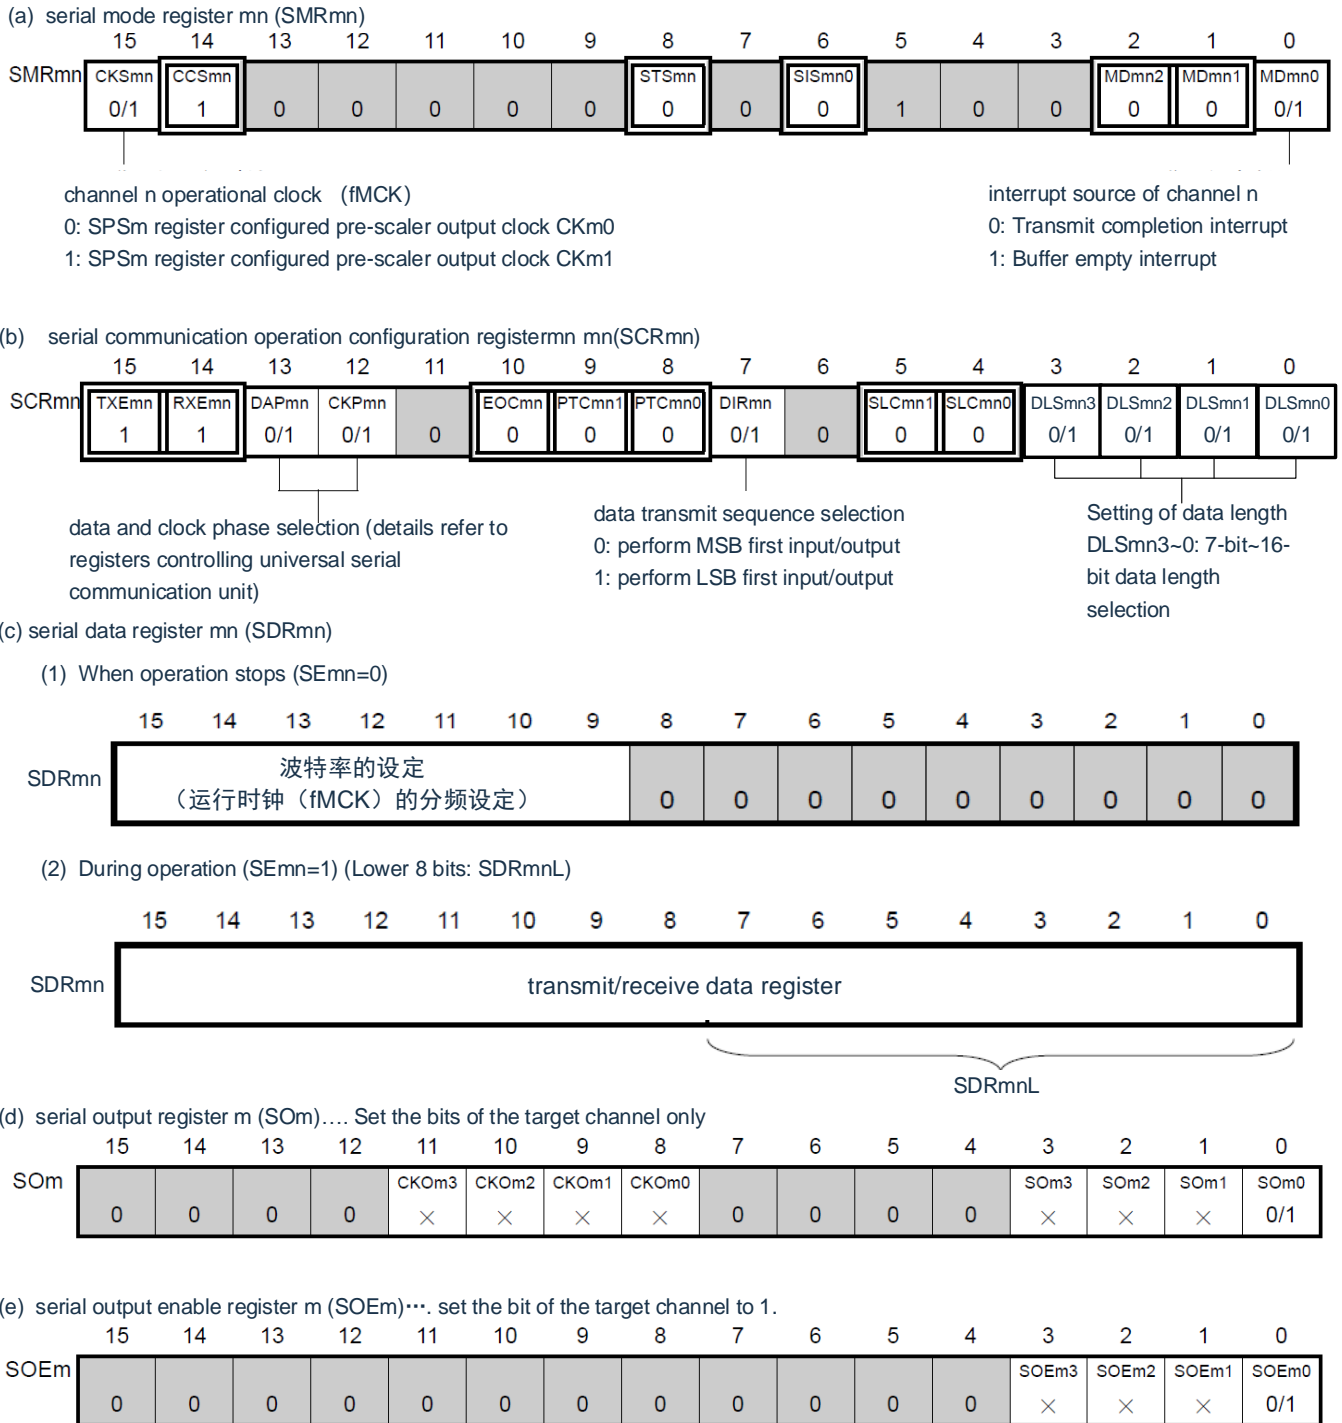 (a) serial mode register mn (SMRmn)
15 14 13 12 11 10 9 8 7 6 5 4 3 2 1 0
SMRmn CKSmn CCSmn STSmn SISmn0 MDmn2 MDmn1 MDmn0
0/1 1 0 0 0 0 0 0 0 0 1 0 0 0 0 0/1
channel n operational clock （fMCK）
0: SPSm register configured pre-scaler output clock CKm0
1: SPSm register configured pre-scaler output clock CKm1
interrupt source of channel n
0: Transmit completion interrupt
1: Buffer empty interrupt
(b) serial communication operation configuration registermn mn(SCRmn)
15 14 13 12 11 10 9 8 7 6 5 4 3 2 1 0
SCRmn TXEmn RXEmn DAPmn CKPmn EOCmn PTCmn1 PTCmn0 DIRmn SLCmn1 SLCmn0 DLSmn3 DLSmn2 DLSmn1 DLSmn0
1 1 0/1 0/1 0 0 0 0 0/1 0 0 0 0/1 0/1 0/1 0/1
data and clock phase selection (details refer to
registers controlling universal serial
communication unit)
data transmit sequence selection
0: perform MSB first input/output
1: perform LSB first input/output
Setting of data length
DLSmn3~0: 7-bit~16-
bit data length
selection
(c) serial data register mn (SDRmn)
(1) When operation stops (SEmn=0)
15 14 13 12 11 10 9 8 7 6 5 4 3 2 1 0
SDRmn
波特率的设定
（运行时钟（fMCK）的分频设定）
0 0 0 0 0 0 0 0 0
(2) During operation (SEmn=1) (Lower 8 bits: SDRmnL)
15 14 13 12 11 10 9 8 7 6 5 4 3 2 1 0
SDRmn transmit/receive data register
SDRmnL
(d) serial output register m (SOm)…. Set the bits of the target channel only
15 14 13 12 11 10 9 8 7 6 5 4 3 2 1 0
SOm CKOm3 CKOm2 CKOm1 CKOm0 SOm3 SOm2 SOm1 SOm0
0 0 0 0 × × × × 0 0 0 0 × × × 0/1
(e) serial output enable register m (SOEm)···. set the bit of the target channel to 1.
15 14 13 12 11 10 9 8 7 6 5 4 3 2 1 0
SOEm SOEm3 SOEm2 SOEm1 SOEm0
0 0 0 0 0 0 0 0 0 0 0 0 × × × 0/1